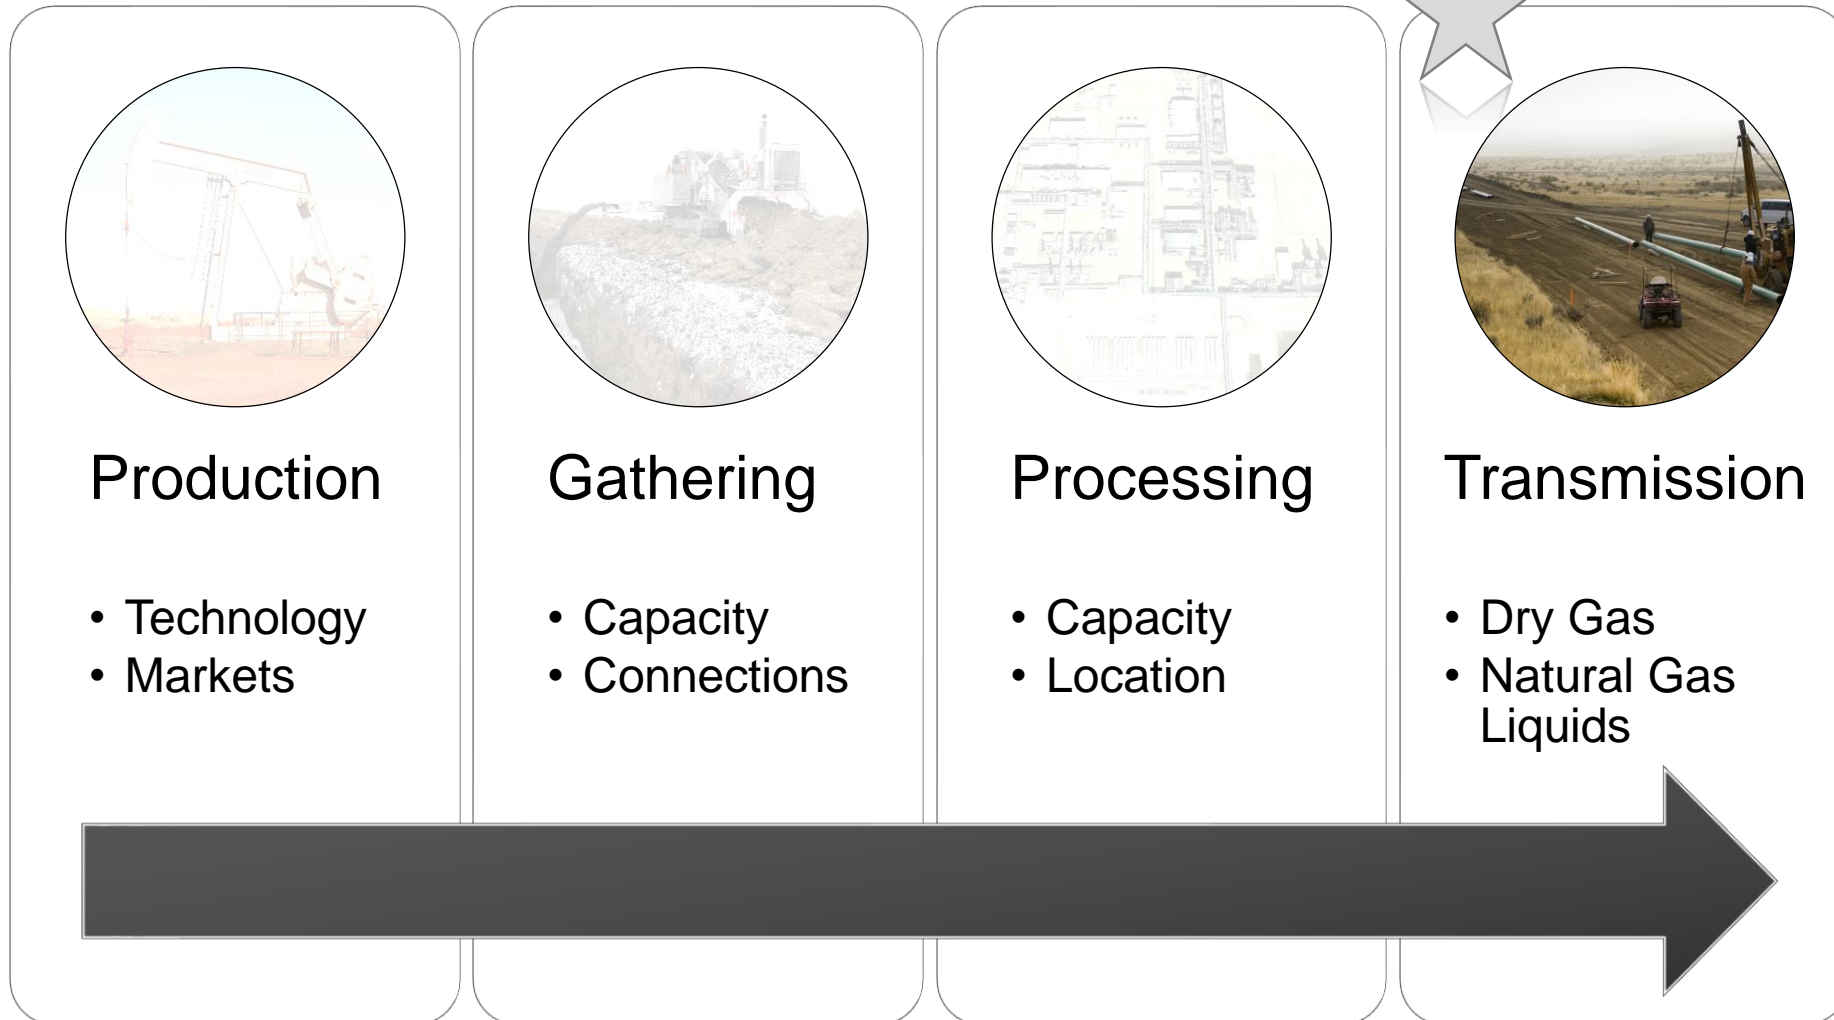 Production
• Technology
• Markets
Gathering
• Capacity
• Connections
Processing
• Capacity
• Location
Transmission
• Dry Gas
• Natural Gas
Liquids